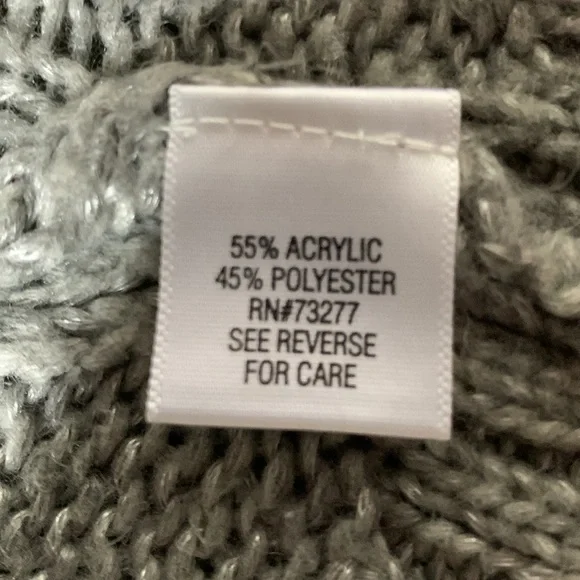 55% ACRYLIC
45% POLYESTER
RN#73277
SEE REVERSE
FOR CARE